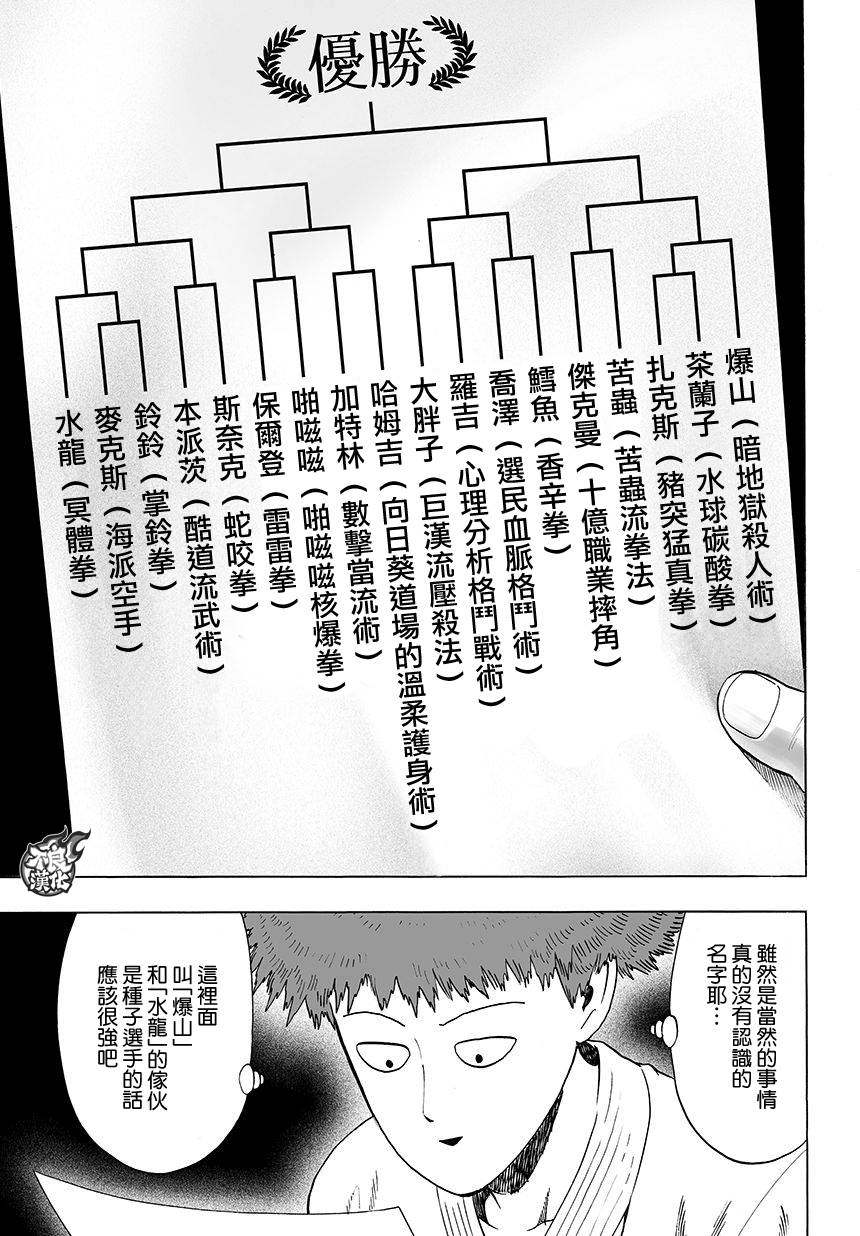 優勝
爆山(暗地獄殺人術)
茶蘭子(水球碳酸拳)
扎克斯(豬突猛真拳)
苦蟲(苦蟲流拳法)
傑克曼(十億職業摔角)
鱈魚(香辛拳)
喬澤(選民血脈格鬥術)
羅吉(心理分析格鬥戰術)
大胖子(巨漢流壓殺法)
哈姆吉(向日葵道場的溫柔護身術)
加特林(數擊當流術)
啪嗞嗞(啪嗞嗞核爆拳)
保爾登(雷雷拳)
斯奈克(蛇咬拳)
本派茨(酷道流武術)
鈴鈴(掌鈴拳)
麥克斯(海派空手)
水龍(冥體拳)
大良
漢化
雖然是當然的事情
真的沒有認識的
名字耶…
這裡面
叫「爆山」
和「水龍」的傢伙
是種子選手的話
應該很強吧